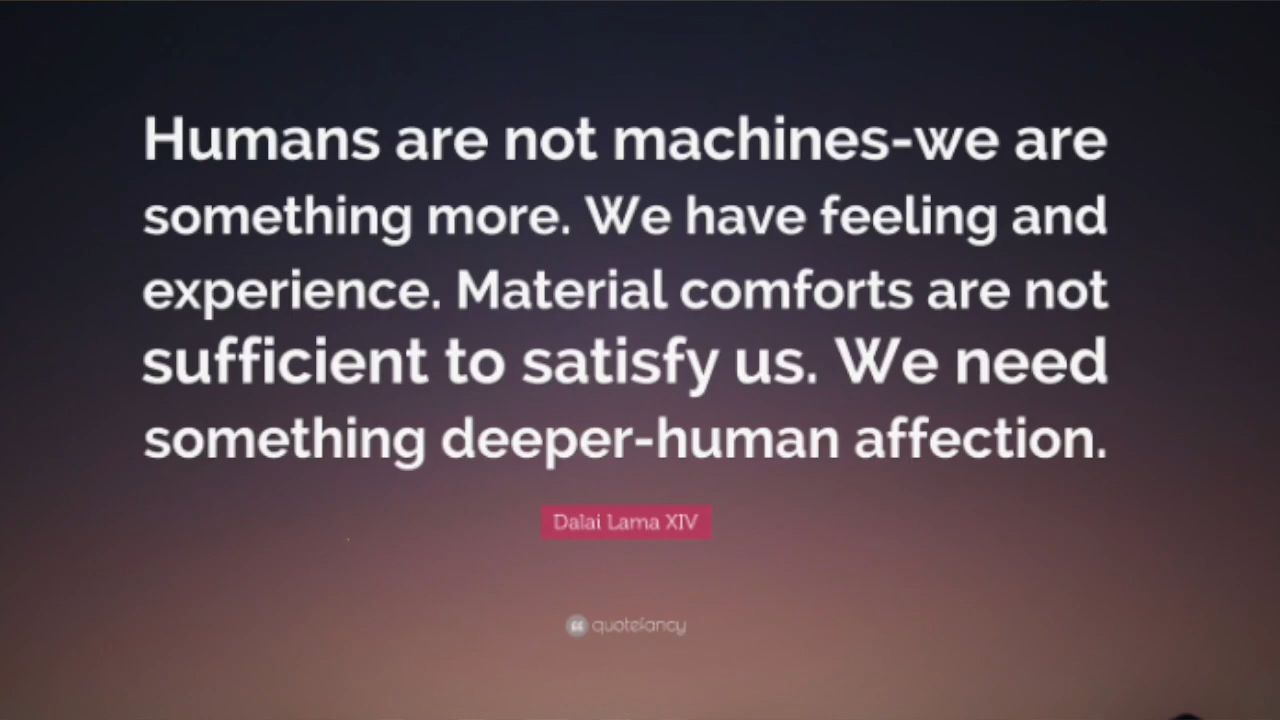 Humans are not machines-we are
something more. We have feeling and
experience. Material comforts are not
sufficient to satisfy us. We need
something deeper-human affection.
Dalai Lama XIV
quotefancy